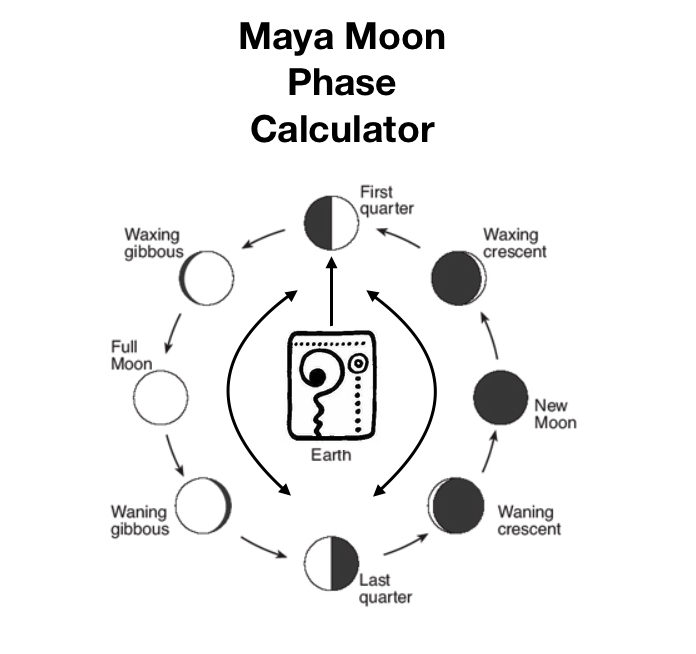 Maya Moon
Phase
Calculator
First
quarter
Waxing
gibbous
Waxing
crescent
Full
Moon
New
Moon
Earth
Waning
gibbous
Waning
crescent
Last
quarter